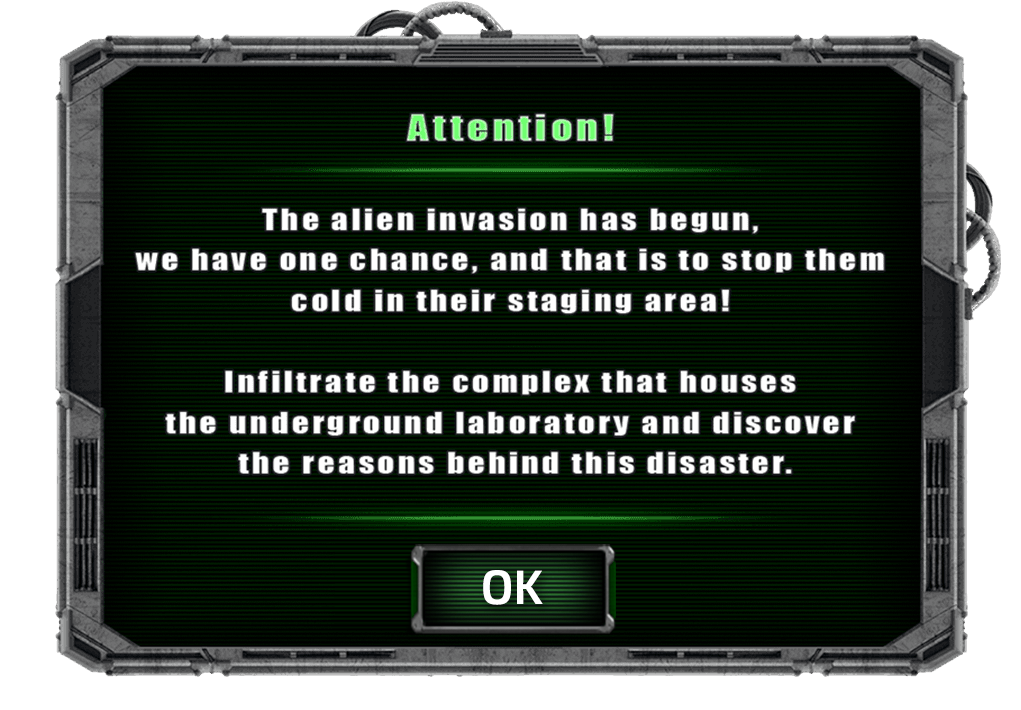 Attention!
The alien invasion has begun,
we have one chance, and that is to stop them
cold in their staging area!
Infiltrate the complex that houses
the underground laboratory and discover
the reasons behind this disaster.
OK